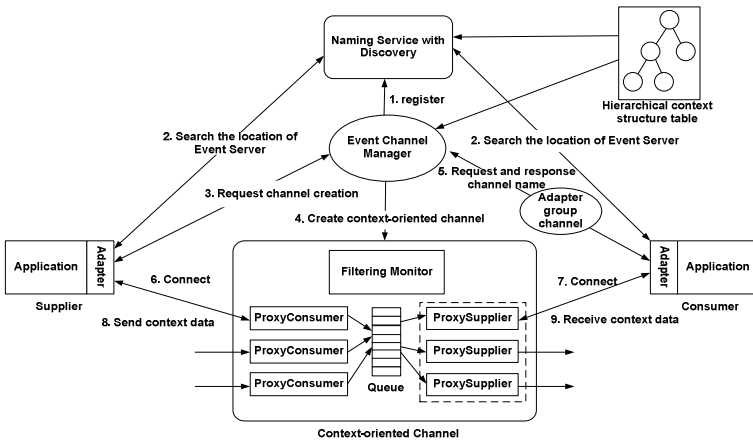 Naming Service with
Discovery
Hierarchical context
structure table
1. register
2. Search the location of
Event Server
Event Channel
Manager
2. Search the location of Event Server
3. Request channel creation
5. Request and response
channel name
4. Create context-oriented channel
Adapter
group
channel
Application
Adapter
Supplier
Filtering Monitor
Adapter
Application
Consumer
6. Connect
7. Connect
8. Send context data
9. Receive context data
ProxyConsumer
ProxySupplier
ProxyConsumer
ProxySupplier
ProxyConsumer
ProxySupplier
Queue
Context-oriented Channel